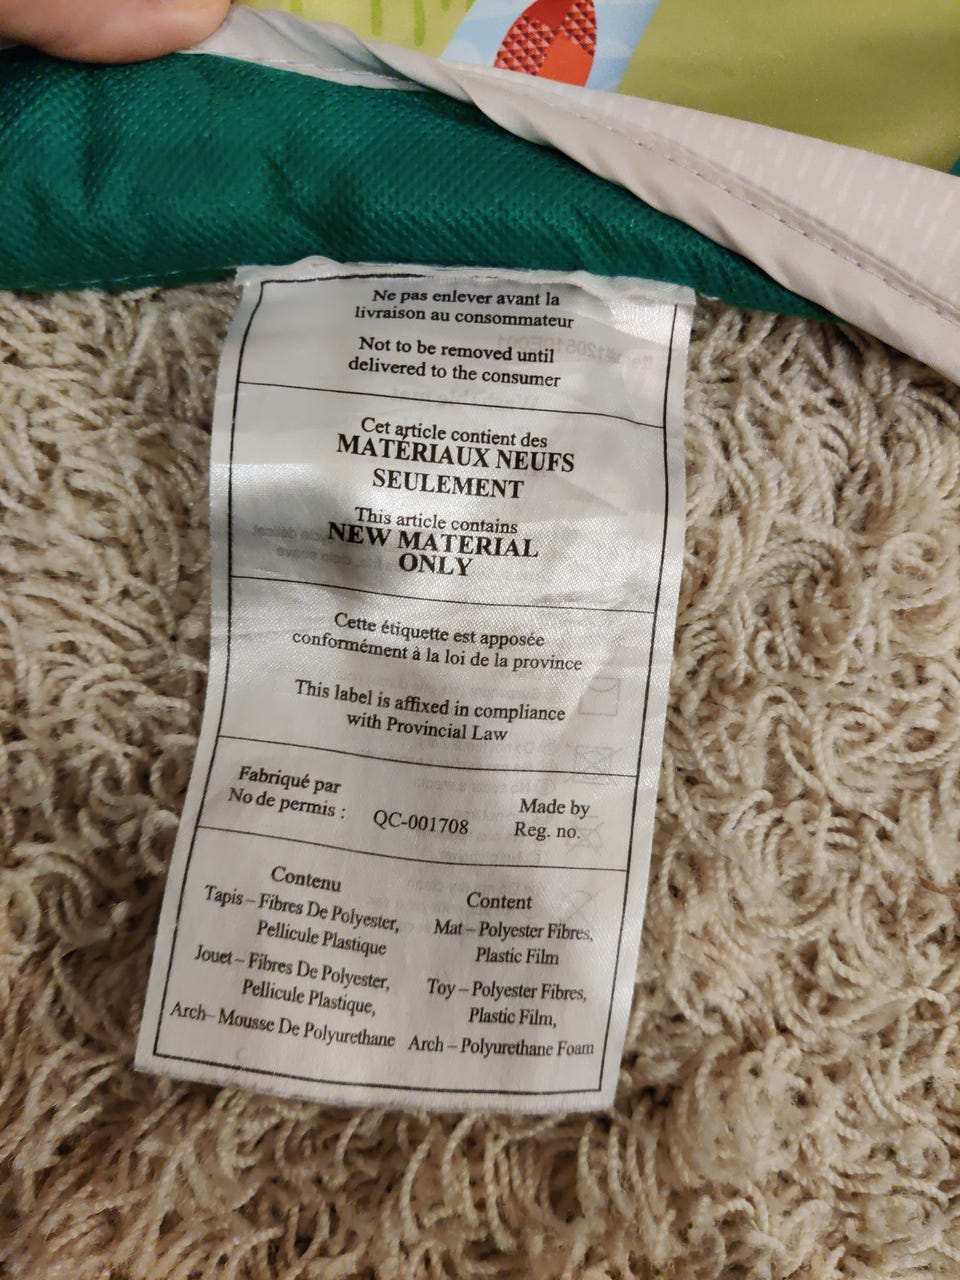 Ne pas enlever avant la
livraison au consommateur
Not to be removed until
delivered to the consumer
Cet article contient des
MATÉRIAUX NEUFS
SEULEMENT
This article contains
NEW MATERIAL
ONLY
Cette étiquette est apposée
conformément à la loi de la province
This label is affixed in compliance
with Provincial Law
Fabriqué par
No de permis :
QC-001708
Made by
Reg. no.
Contenu
Tapis – Fibres De Polyester,
Pellicule Plastique
Jouet – Fibres De Polyester,
Pellicule Plastique,
Arch– Mousse De Polyurethane
Content
Mat – Polyester Fibres,
Plastic Film
Toy – Polyester Fibres,
Plastic Film,
Arch – Polyurethane Foam